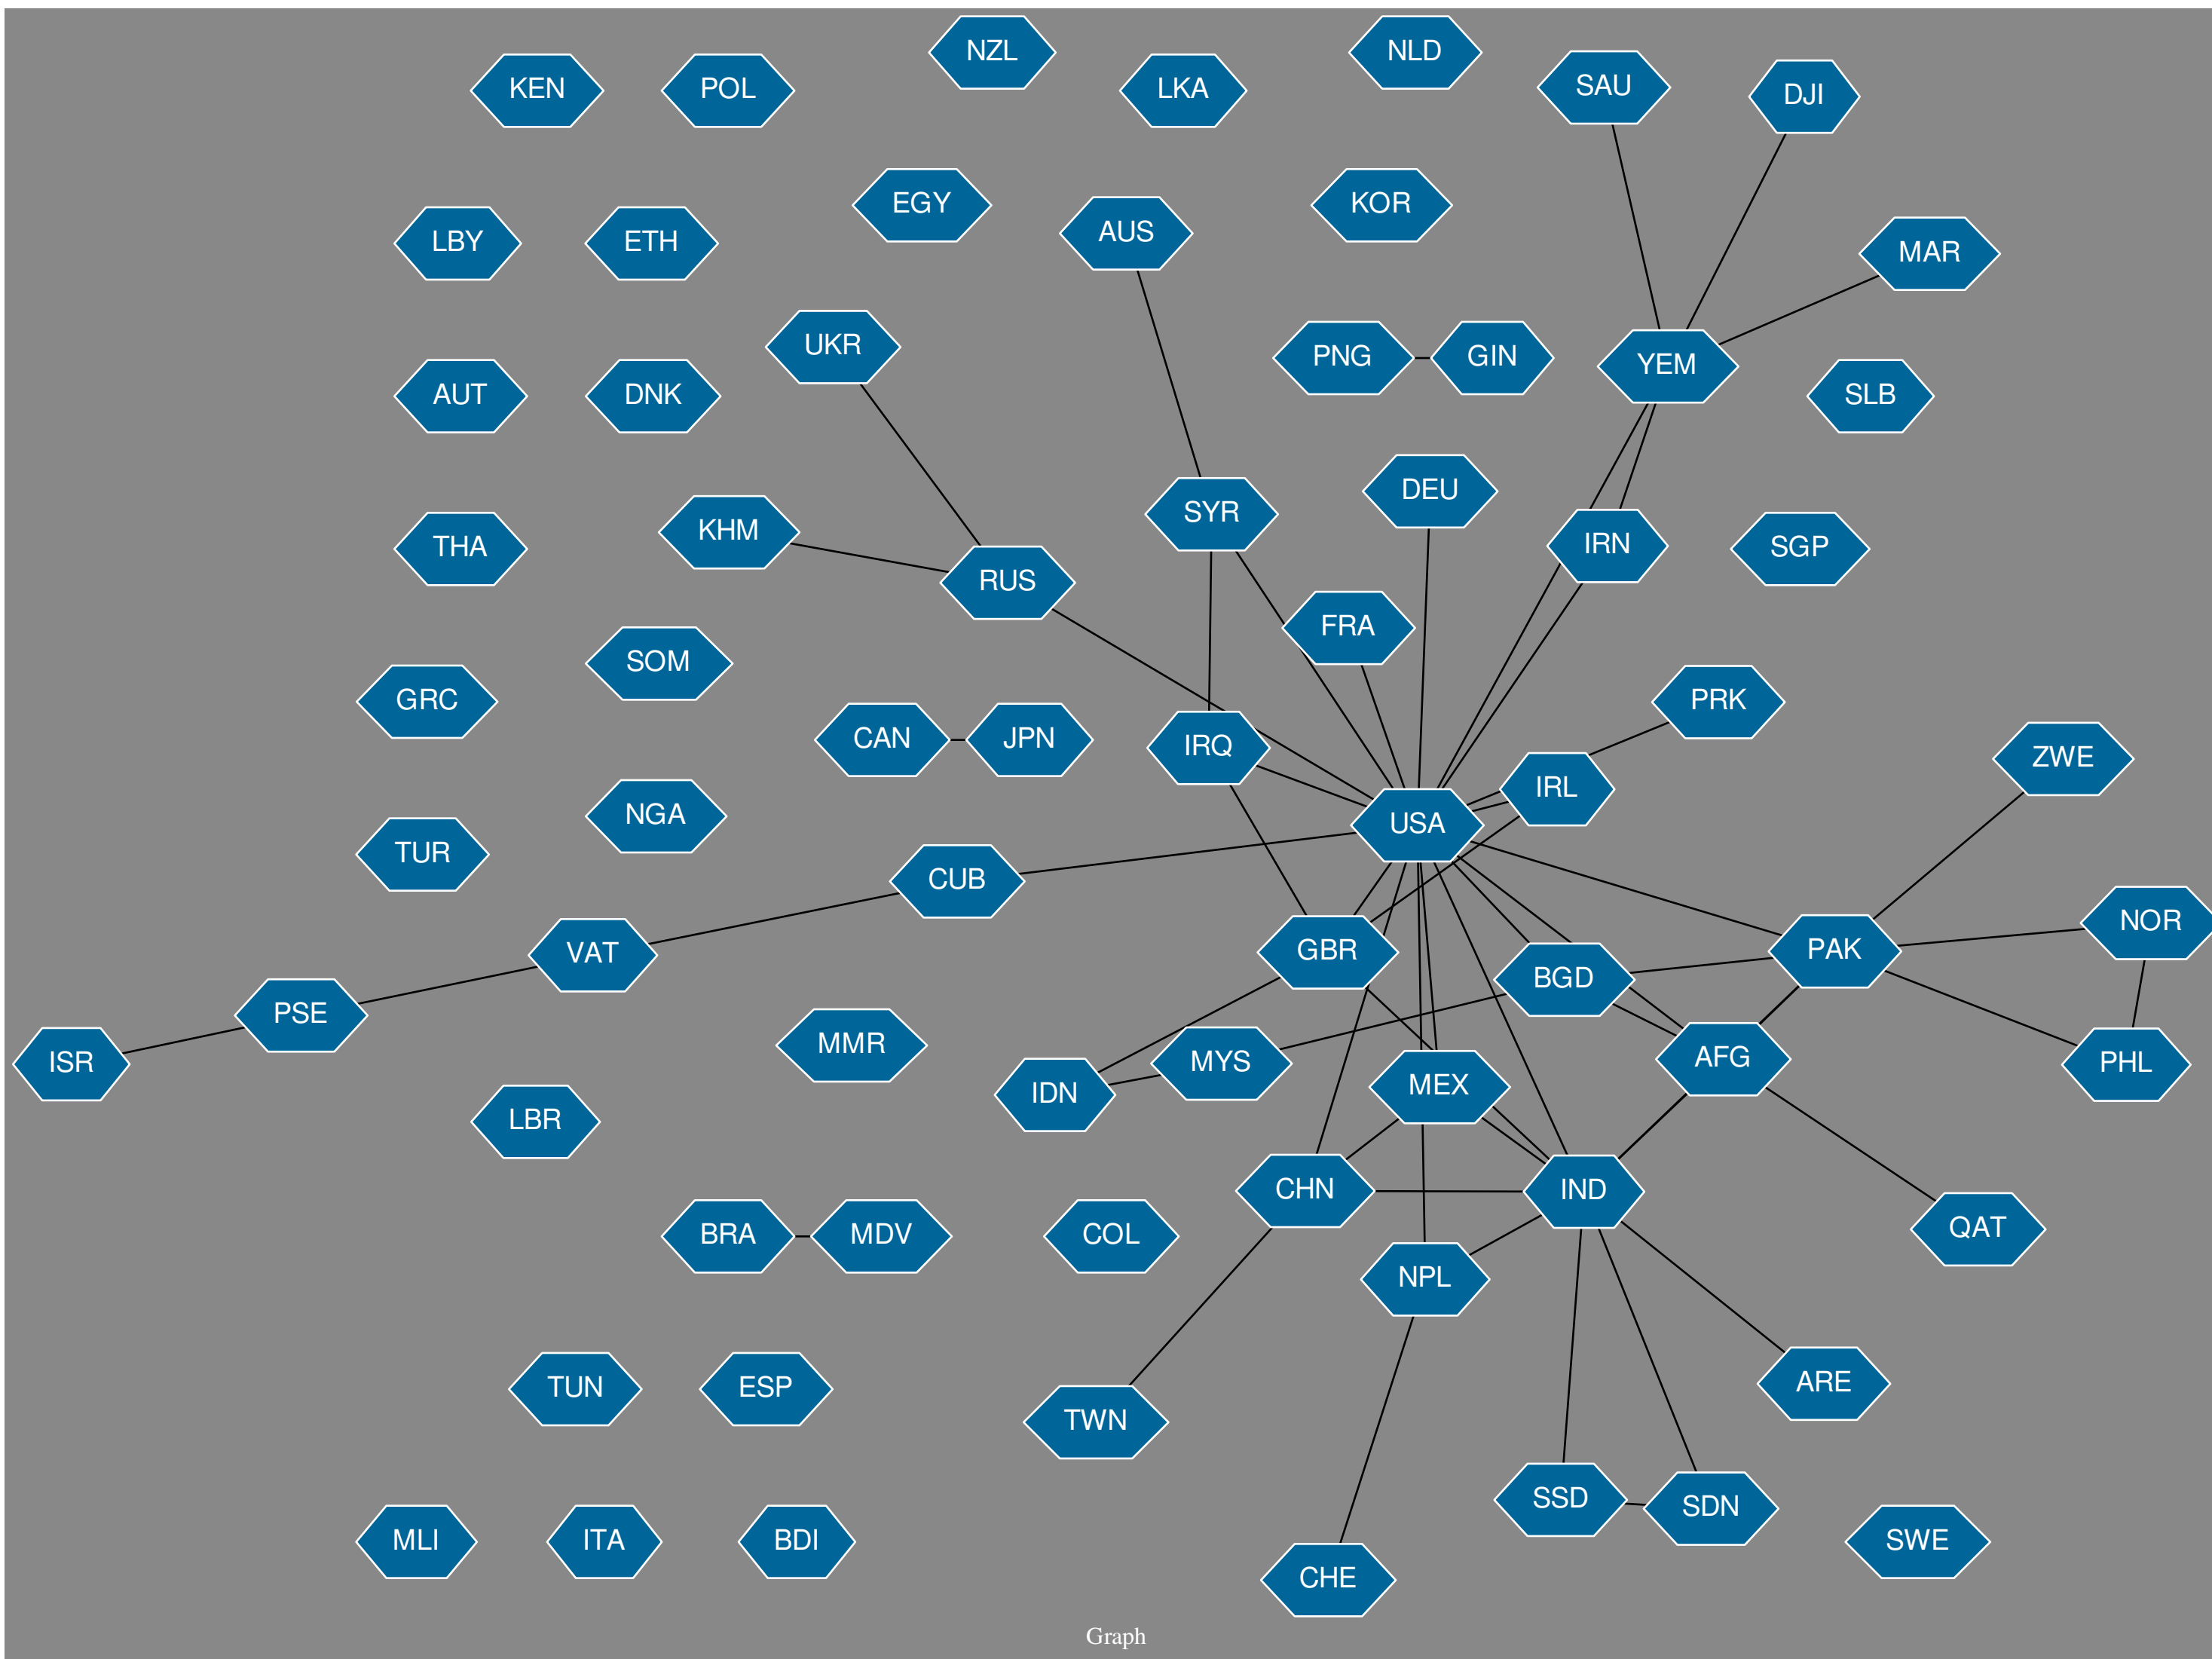 NZL
NLD
KEN
POL
LKA
SAU
DJI
EGY
KOR
AUS
LBY
ETH
MAR
UKR
PNG
GIN
YEM
AUT
DNK
SLB
DEU
SYR
KHM
THA
IRN
SGP
RUS
FRA
SOM
GRC
PRK
CAN
JPN
IRQ
ZWE
IRL
NGA
USA
TUR
CUB
NOR
VAT
GBR
PAK
BGD
PSE
MMR
AFG
ISR
MYS
PHL
MEX
IDN
LBR
CHN
IND
BRA
MDV
COL
QAT
NPL
TUN
ESP
ARE
TWN
SSD
SDN
MLI
ITA
BDI
SWE
CHE
Graph